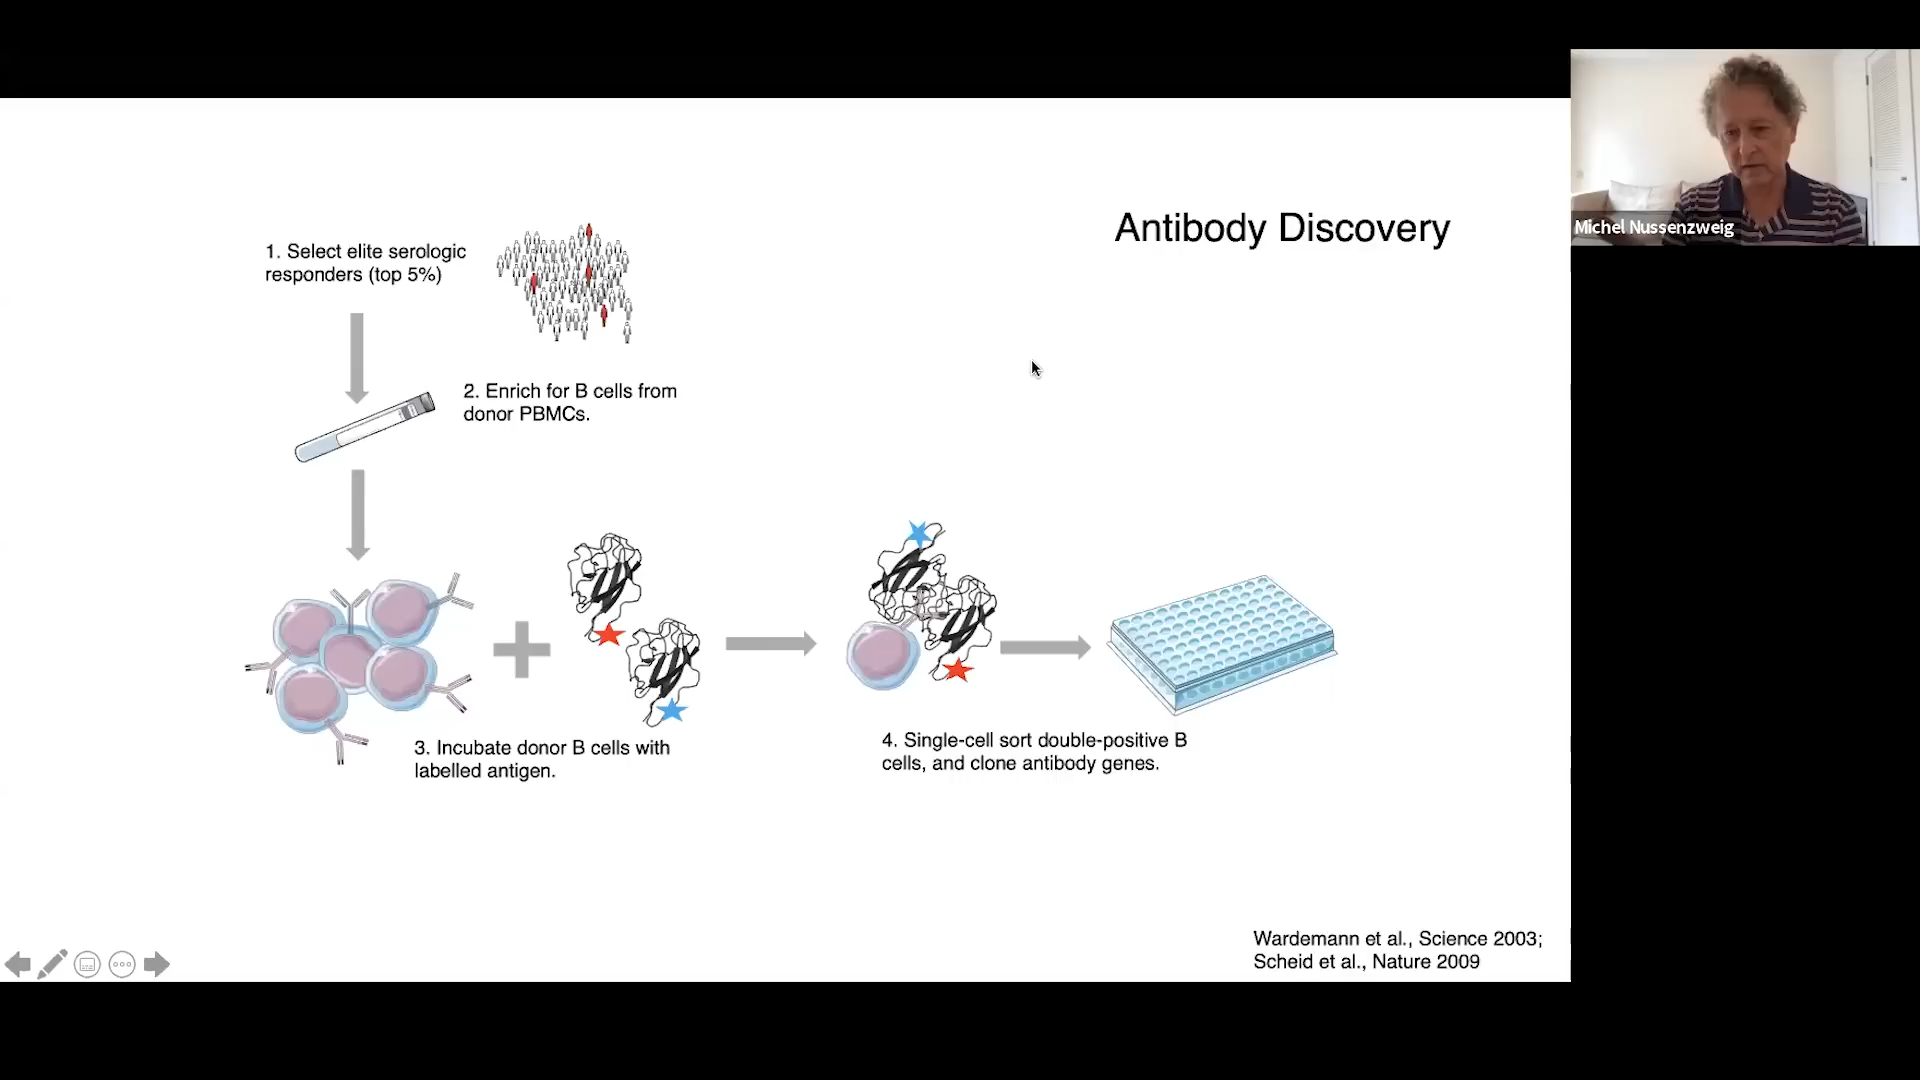 Antibody Discovery
1. Select elite serologic
responders (top 5%)
2. Enrich for B cells from
donor PBMCs.
3. Incubate donor B cells with
labelled antigen.
4. Single-cell sort double-positive B
cells, and clone antibody genes.
Wardemann et al., Science 2003;
Scheid et al., Nature 2009
Michel Nussenzweig